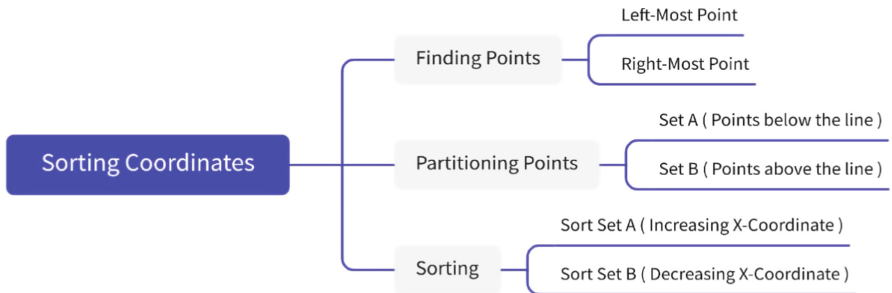 Sorting Coordinates
Finding Points
Left-Most Point
Right-Most Point
Partitioning Points
Set A ( Points below the line )
Set B ( Points above the line )
Sorting
Sort Set A ( Increasing X-Coordinate )
Sort Set B ( Decreasing X-Coordinate )